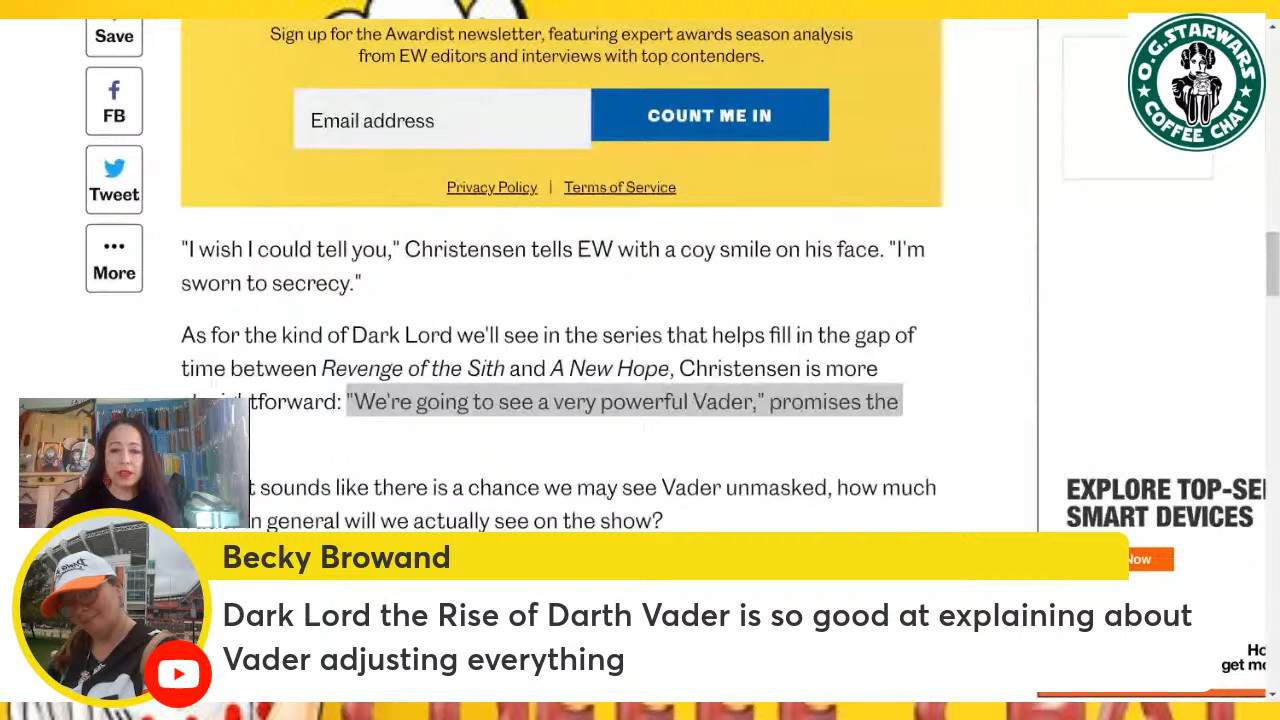 Save
Sign up for the Awardist newsletter, featuring expert awards season analysis
from EW editors and interviews with top contenders.
FB
Email address
COUNT ME IN
Tweet
Privacy Policy | Terms of Service
More
O.G. STARWARS
COFFEE CHAT
"I wish I could tell you," Christensen tells EW with a coy smile on his face. "I'm
sworn to secrecy."
As for the kind of Dark Lord we'll see in the series that helps fill in the gap of
time between Revenge of the Sith and A New Hope, Christensen is more
"We're going to see a very powerful Vader," promises the
sounds like there is a chance we may see Vader unmasked, how much
general will we actually see on the show?
EXPLORE TOP-SE
SMART DEVICES
Now
Becky Browand
Dark Lord the Rise of Darth Vader is so good at explaining about
Vader adjusting everything
get